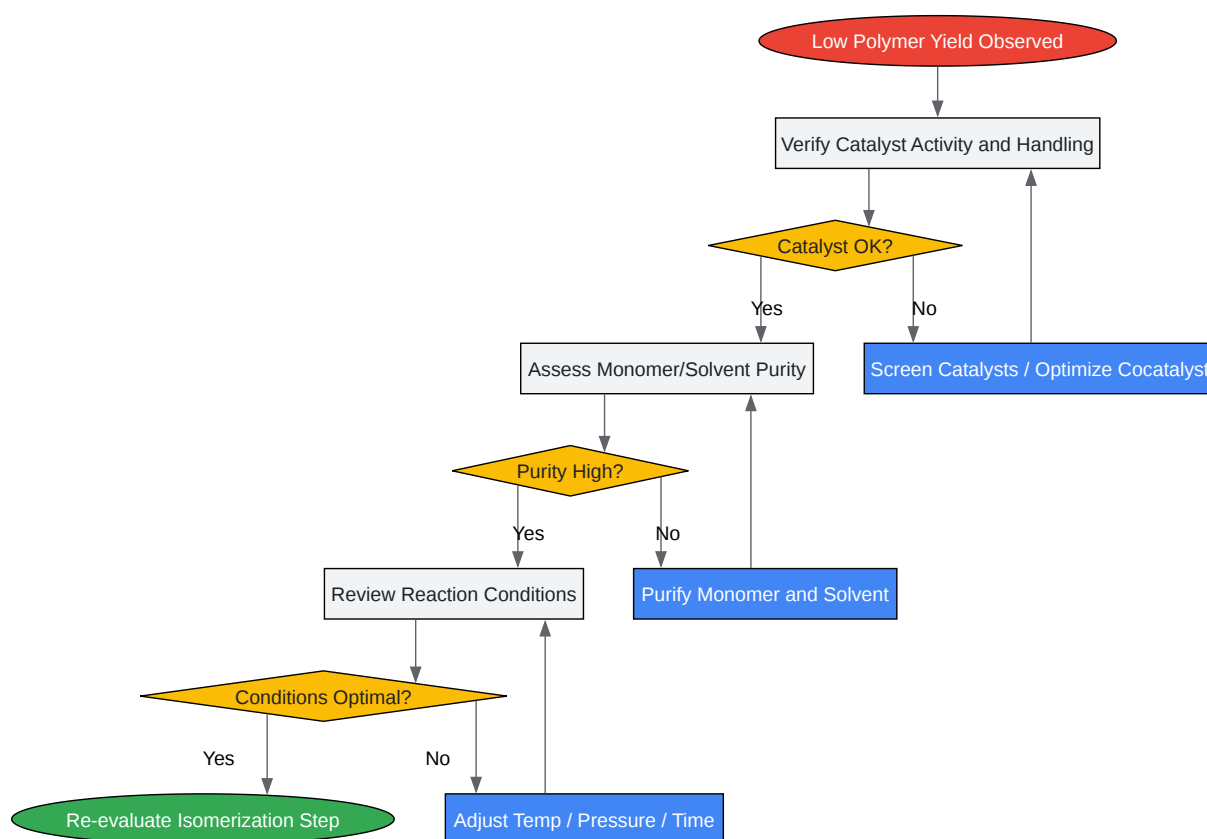 Low Polymer Yield Observed
Verify Catalyst Activity and Handling
Catalyst OK?
Yes
No
Assess Monomer/Solvent Purity
Screen Catalysts / Optimize Cocatalyst
Purity High?
Yes
No
Review Reaction Conditions
Purify Monomer and Solvent
Conditions Optimal?
Yes
No
Re-evaluate Isomerization Step
Adjust Temp / Pressure / Time